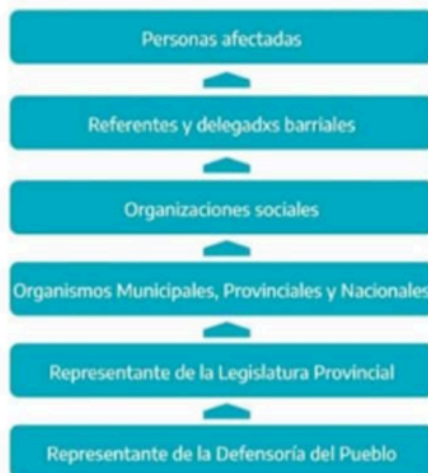 Personas afectadas
Referentes y delegadxs barriales
Organizaciones sociales
Organismos Municipales, Provinciales y Nacionales
Representante de la Legislatura Provincial
Representante de la Defensoría del Pueblo